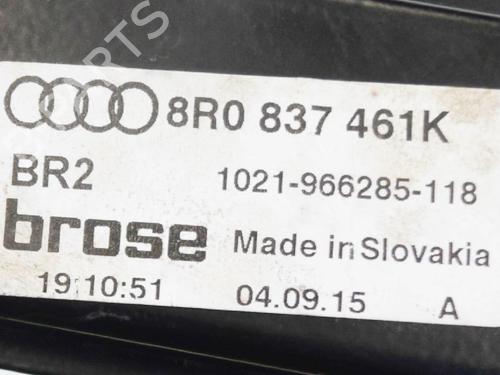 8R0 837 461K
BR2 1021-966285-118
brose Made in Slovakia
19:10:51 04.09.15 A